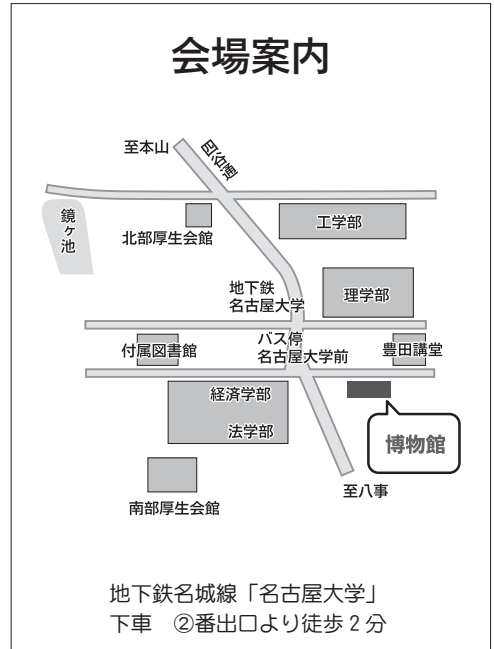 会場案内
至本山
四谷通
鏡ヶ池
北部厚生会館
工学部
地下鉄
名古屋大学
理学部
バス停
名古屋大学前
付属図書館
豊田講堂
経済学部
法学部
博物館
至八事
南部厚生会館
地下鉄名城線「名古屋大学」
下車　②番出口より徒歩2分